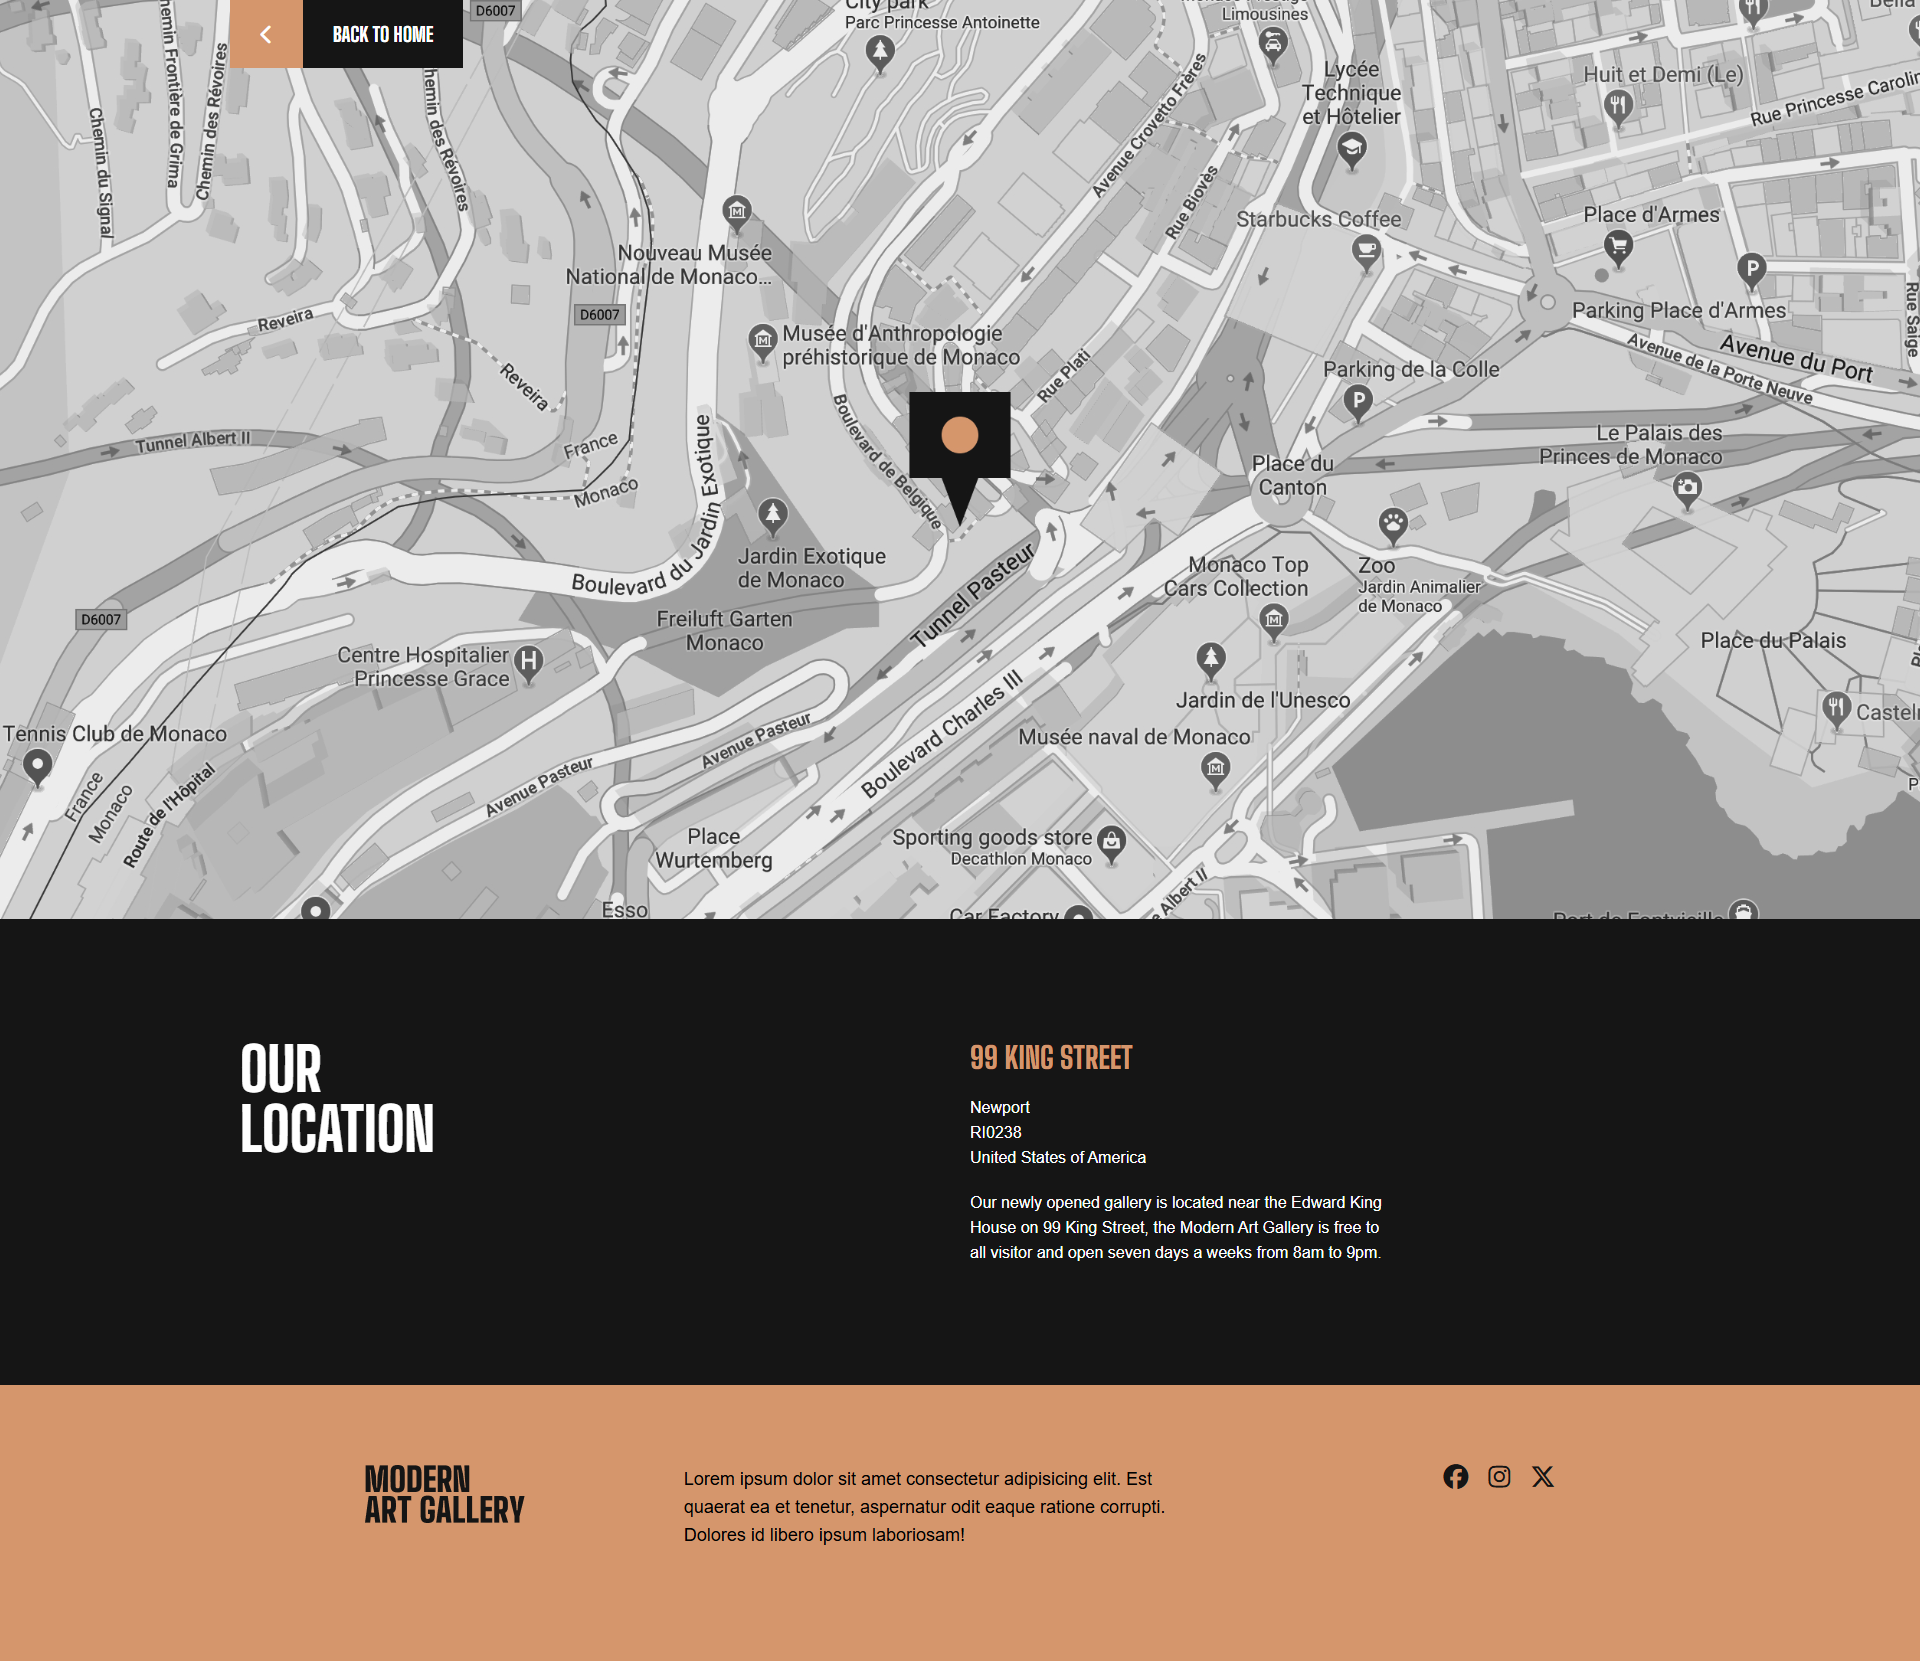 BACK TO HOME
D6007
City park
Parc Princesse Antoinette
Limousines
Chemin du Signal
Chemin Frontière de Grima
Chemin des Révoires
Chemin des Révoires
Lycée
Technique
et Hôtelier
Huit et Demi (Le)
Rue Princesse
Avenue Crovetto Frères
Rue Biovès
Starbucks Coffee
Place d'Armes
Nouveau Musée
National de Monaco...
D6007
Reveira
Reveira
Musée d'Anthropologie
préhistorique de Monaco
Rue Plati
Parking Place d'Armes
Rue Saige
Avenue du Port
Avenue de la Porte Neuve
Parking de la Colle
Le Palais des
Princes de Monaco
Tunnel Albert II
France
Monaco
Boulevard de Belgique
Place du
Canton
Boulevard du Jardin Exotique
Jardin Exotique
de Monaco
Tunnel Pasteur
Monaco Top
Cars Collection
Zoo
Jardin Animalier
de Monaco
D6007
Freiluft Garten
Monaco
Centre Hospitalier
Princesse Grace
Place du Palais
Jardin de l'Unesco
Tennis Club de Monaco
Musée naval de Monaco
Avenue Pasteur
Avenue Pasteur
Boulevard Charles III
France
Monaco
Route de l'Hôpital
Place
Wurtemberg
Sporting goods store
Decathlon Monaco
Albert II
Esso
Car Factory
Port de Fontvieille
OUR
LOCATION
99 KING STREET
Newport
RI0238
United States of America
Our newly opened gallery is located near the Edward King
House on 99 King Street, the Modern Art Gallery is free to
all visitor and open seven days a weeks from 8am to 9pm.
MODERN
ART GALLERY
Lorem ipsum dolor sit amet consectetur adipisicing elit. Est
quaerat ea et tenetur, aspernatur odit eaque ratione corrupti.
Dolores id libero ipsum laboriosam!